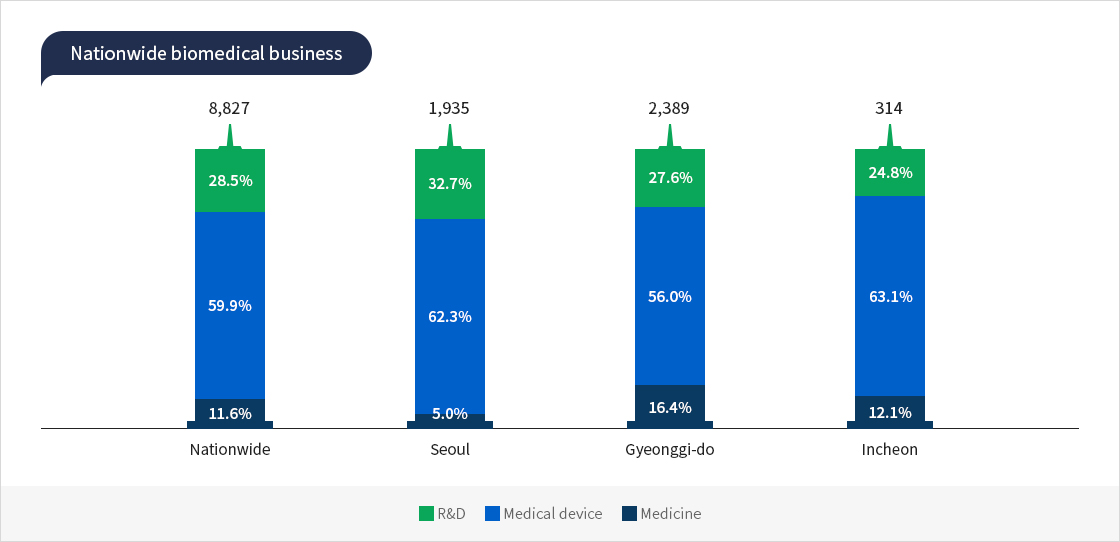 Nationwide biomedical business
8,827 1,935 2,389 314
28.5% 32.7% 27.6% 24.8%
59.9% 62.3% 56.0% 63.1%
11.6% 5.0% 16.4% 12.1%
Nationwide Seoul Gyeonggi-do Incheon
R&D Medical device Medicine